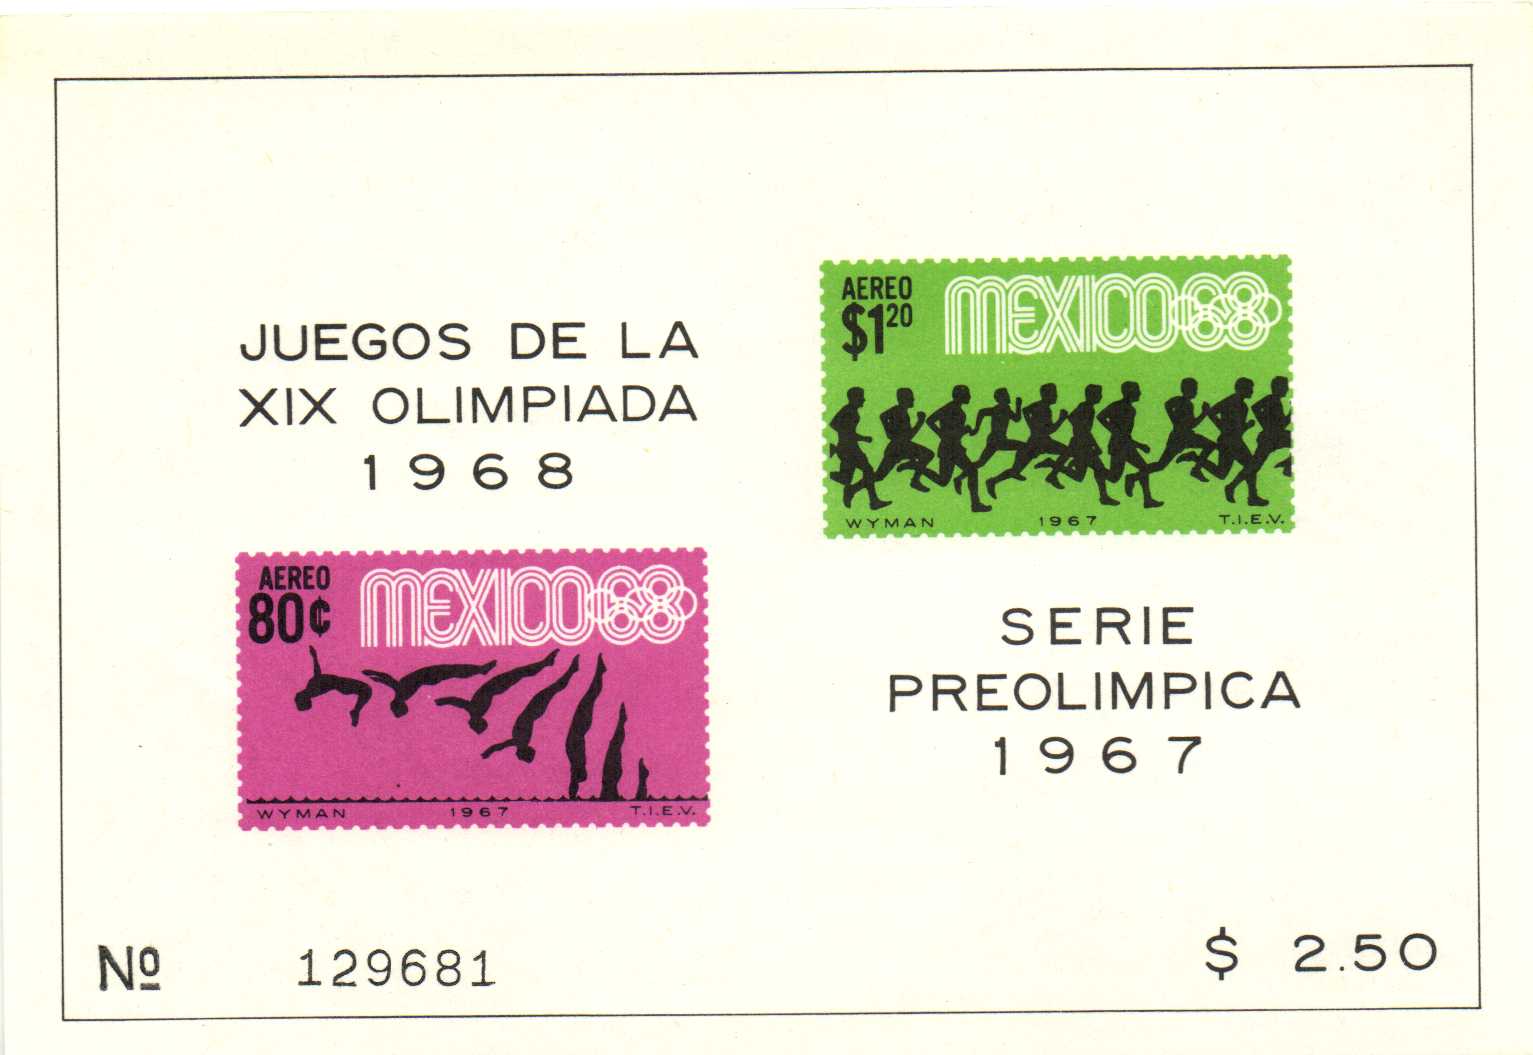 JUEGOS DE LA
XIX OLIMPIADA
1968
AEREO
80¢
MEXICO68
WYMAN 1967 T.I.E.V.
AEREO
$1.20
MEXICO68
WYMAN 1967 T.I.E.V.
SERIE
PREOLIMPICA
1967
Nº 129681
$ 2.50